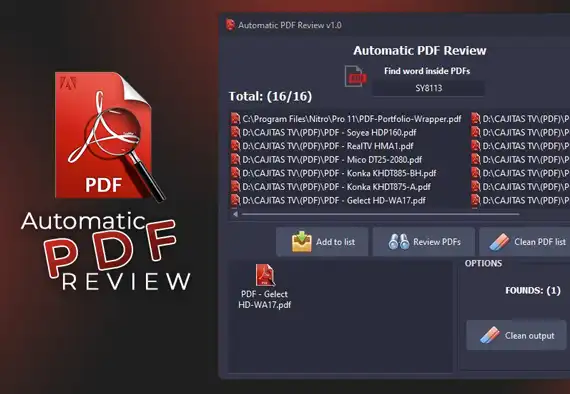 PDF
Automatic
PDF
REVIEW
Automatic PDF Review v1.0
Automatic PDF Review
Find word inside PDFs
SY8113
Total: (16/16)
C:\Program Files\Nitro\Pro 11\PDF-Portfolio-Wrapper.pdf
D:\CAJITAS TV\(PDF)\PDF - Soyea HDP160.pdf
D:\CAJITAS TV\(PDF)\PDF - RealTV HMA1.pdf
D:\CAJITAS TV\(PDF)\PDF - Mico DT25-2080.pdf
D:\CAJITAS TV\(PDF)\PDF - Konka KHDT885-BH.pdf
D:\CAJITAS TV\(PDF)\PDF - Konka KHDT875-A.pdf
D:\CAJITAS TV\(PDF)\PDF - Gelect HD-WA17.pdf
D:\CAJITAS TV\(PDF)\P
D:\CAJITAS TV\(PDF)\P
D:\CAJITAS TV\(PDF)\P
D:\CAJITAS TV\(PDF)\P
D:\CAJITAS TV\(PDF)\P
D:\CAJITAS TV\(PDF)\P
D:\CAJITAS TV\(PDF)\P
Add to list
Review PDFs
Clean PDF list
PDF - Gelect
HD-WA17.pdf
OPTIONS
FOUNDS: (1)
Clean output